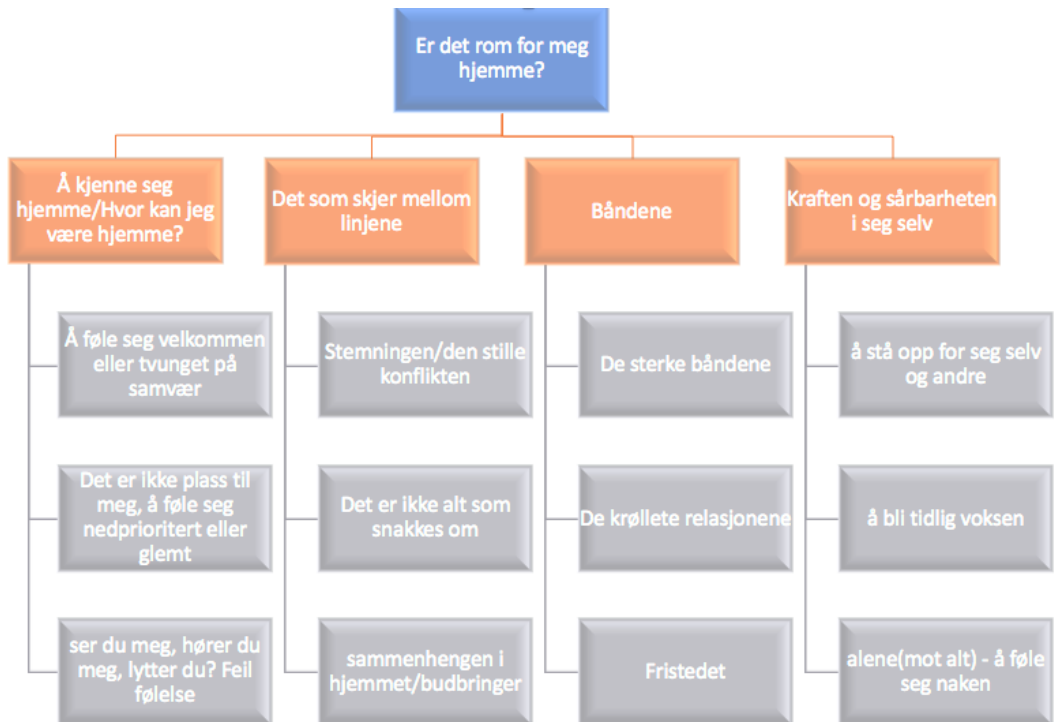 Er det rom for meg
hjemme?
Å kjenne seg
hjemme/Hvor kan jeg
være hjemme?
Å føle seg velkommen
eller tvunget på
samvær
Det er ikke plass til
meg, å føle seg
nedprioritert eller
glemt
ser du meg, hører du
meg, lytter du? Feil
følelse
Det som skjer mellom
linjene
Stemningen/den stille
konflikten
Det er ikke alt som
snakkes om
sammenhengen i
hjemmet/budbringer
Båndene
De sterke båndene
De krøllete relasjonene
Fristedet
Kraften og sårbarheten
i seg selv
å stå opp for seg selv
og andre
å bli tidlig voksen
alene(mot alt) - å føle
seg naken